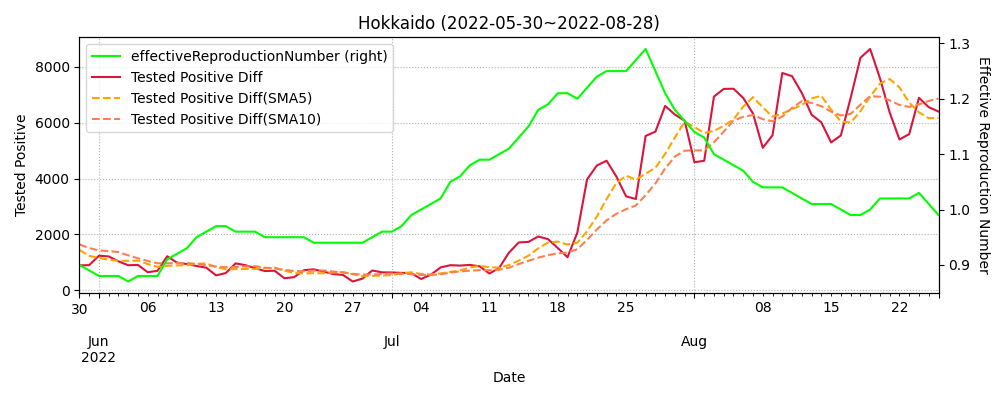 Hokkaido (2022-05-30~2022-08-28)
effectiveReproductionNumber (right)
Tested Positive Diff
Tested Positive Diff(SMA5)
Tested Positive Diff(SMA10)
Tested Positive
8000
6000
4000
2000
0
1.3
1.2
1.1
1.0
0.9
Effective Reproduction Number
30 06 13 20 27 04 11 18 25 08 15 22
Jun Jul Aug
2022
Date